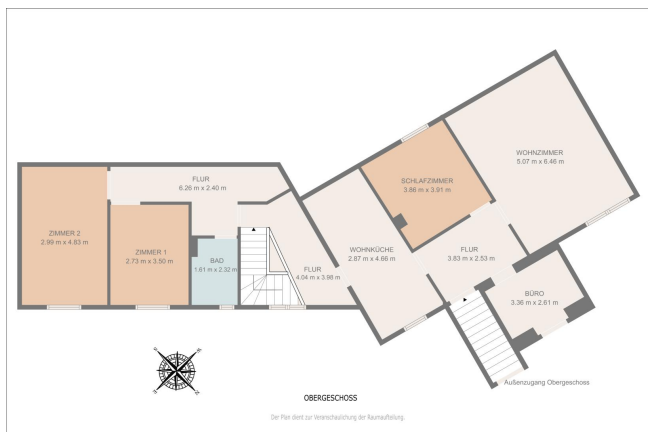 WOHNZIMMER
5.07 m x 6.46 m
SCHLAFZIMMER
3.86 m x 3.91 m
FLUR
6.26 m x 2.40 m
ZIMMER 2
2.99 m x 4.83 m
ZIMMER 1
2.73 m x 3.50 m
BAD
1.61 m x 2.32 m
FLUR
4.04 m x 3.98 m
WOHNKÜCHE
2.87 m x 4.66 m
FLUR
3.83 m x 2.53 m
BÜRO
3.36 m x 2.61 m
Außenzugang Obergeschoss
OBERGESCHOSS
Der Plan dient zur Veranschaulichung der Raumaufteilung.